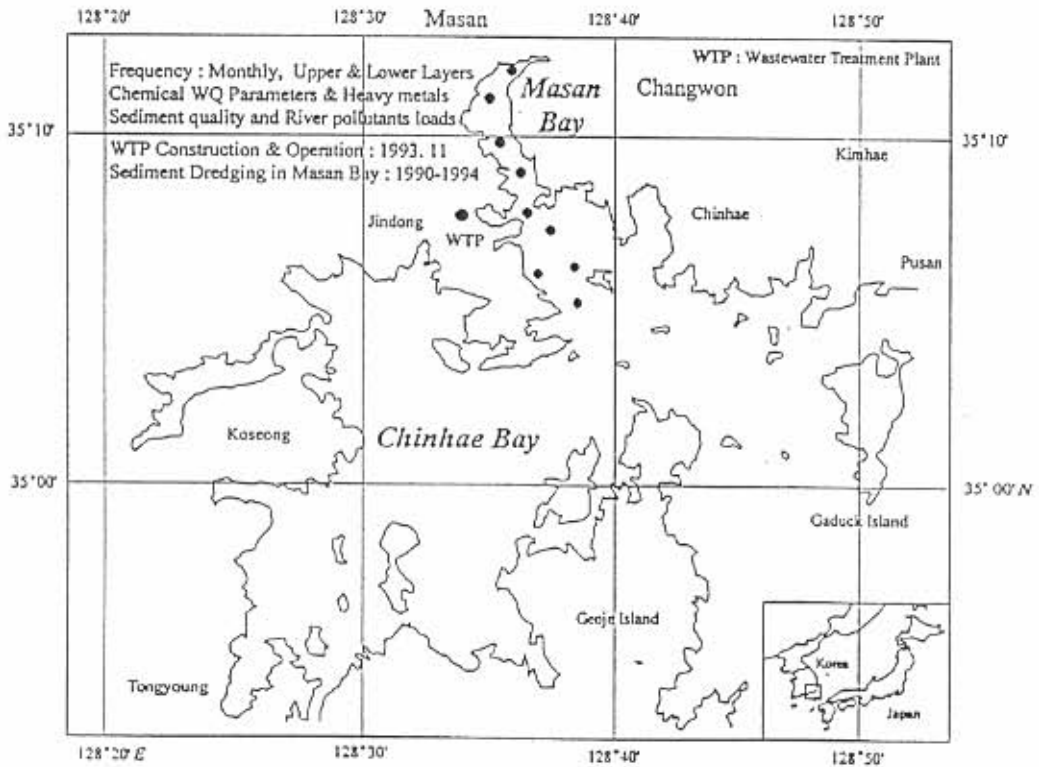 128°20' 128°30' Masan 128°40' 128°50'
Frequency : Monthly, Upper & Lower Layers
Chemical WQ Parameters & Heavy metals
Sediment quality and River pollutants loads
WTP : Wastewater Treatment Plant
Masan
Bay
Changwon
35°10' 35°10'
WTP Construction & Operation : 1993. 11
Sediment Dredging in Masan Bay : 1990-1994
Kimhae
Jindong
WTP
Chinhae
Pusan
Koseong
Chinhae Bay
35°00' 35°00' N
Gaduck Island
Geoje Island
Tongyoung
Korea
Japan
128°20' E 128°30' 128°40' 128°50'